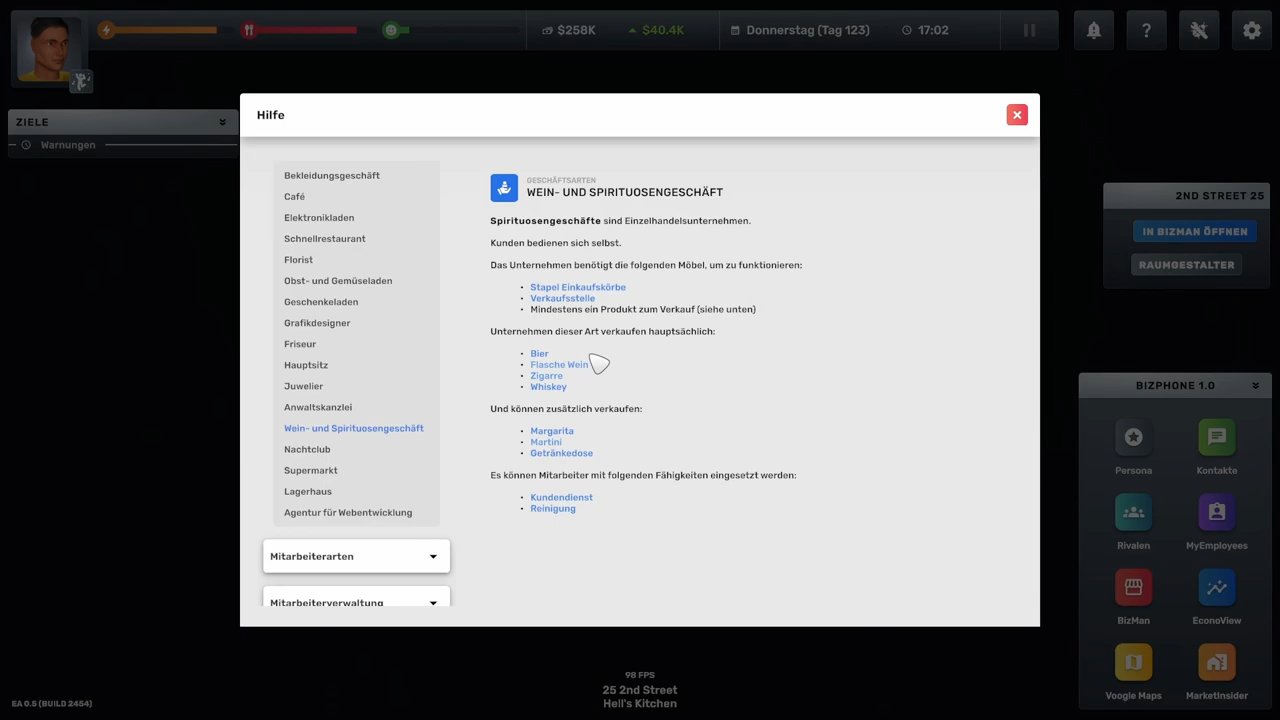 $258K
$40.4K
Donnerstag (Tag 123)
17:02
ZIELE
Warnungen
Hilfe
Bekleidungsgeschäft
Café
Elektronikladen
Schnellrestaurant
Florist
Obst- und Gemüseladen
Geschenkeladen
Grafikdesigner
Friseur
Hauptsitz
Juwelier
Anwaltskanzlei
Wein- und Spirituosengeschäft
Nachtclub
Supermarkt
Lagerhaus
Agentur für Webentwicklung
Mitarbeiterarten
Mitarbeiterverwaltung
GESCHÄFTSARTEN
WEIN- UND SPIRITUOSENGESCHÄFT
Spirituosengeschäfte sind Einzelhandelsunternehmen.
Kunden bedienen sich selbst.
Das Unternehmen benötigt die folgenden Möbel, um zu funktionieren:
• Stapel Einkaufskörbe
• Verkaufsstelle
• Mindestens ein Produkt zum Verkauf (siehe unten)
Unternehmen dieser Art verkaufen hauptsächlich:
• Bier
• Flasche Wein
• Zigarre
• Whiskey
Und können zusätzlich verkaufen:
• Margarita
• Martini
• Getränkedose
Es können Mitarbeiter mit folgenden Fähigkeiten eingesetzt werden:
• Kundendienst
• Reinigung
2ND STREET 25
IN BIZMAN ÖFFNEN
RAUMGESTALTER
BIZPHONE 1.0
Persona
Kontakte
Rivalen
MyEmployees
BizMan
EconoView
Voogle Maps
MarketInsider
98 FPS
25 2nd Street
Hell's Kitchen
EA 0.5 (BUILD 2454)